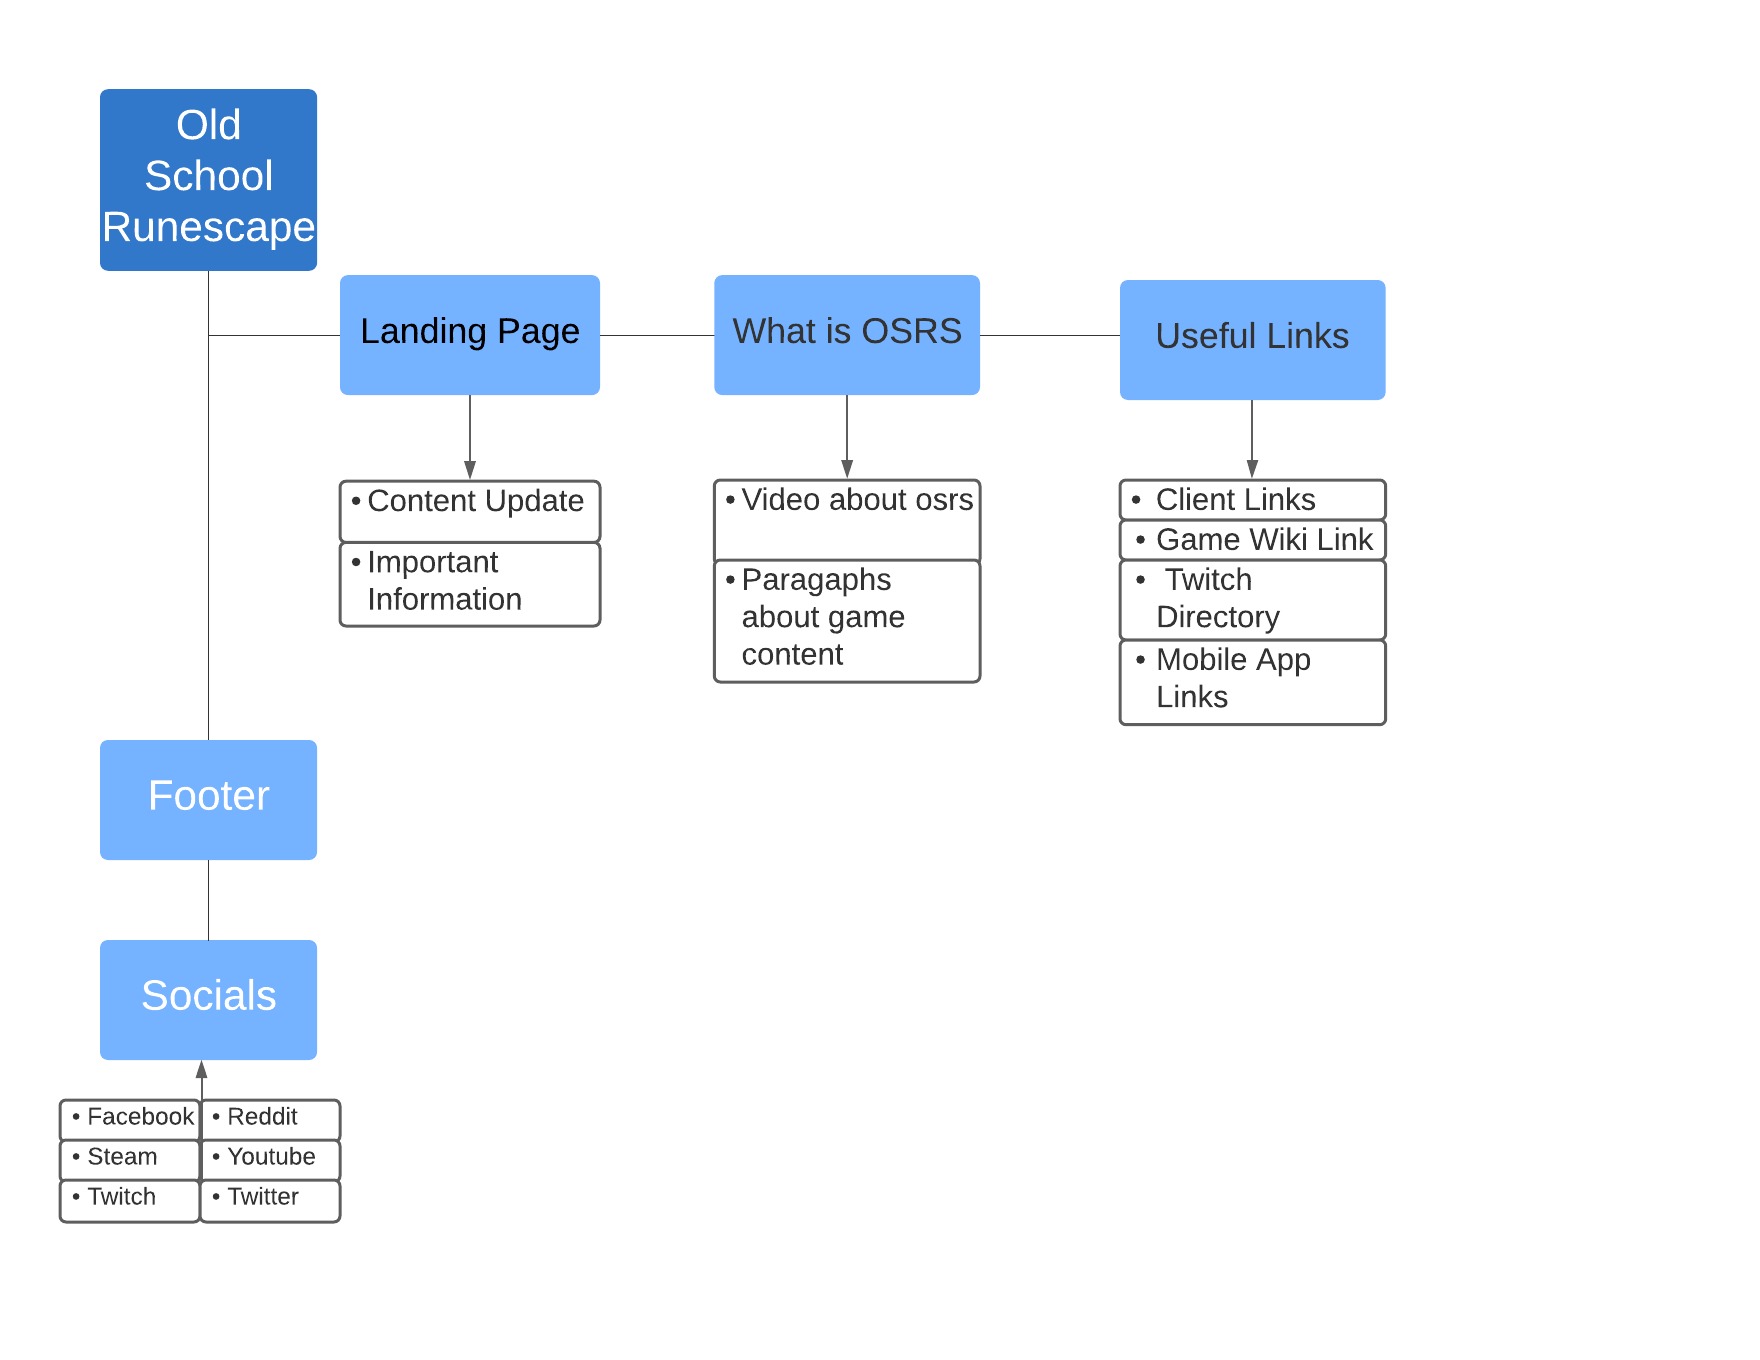 Old
School
Runescape
Landing Page
What is OSRS
Useful Links
• Content Update
• Important
Information
• Video about osrs
• Paragaphs
about game
content
• Client Links
• Game Wiki Link
• Twitch
Directory
• Mobile App
Links
Footer
Socials
• Facebook
• Reddit
• Steam
• Youtube
• Twitch
• Twitter